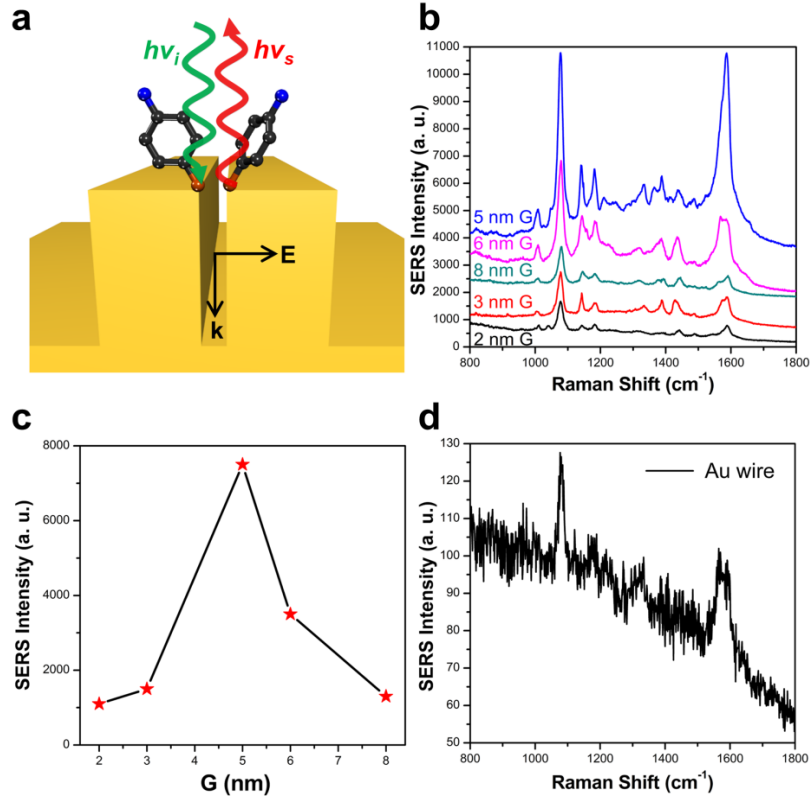 a
hνᵢ
hνₛ
E
k
b
SERS Intensity (a. u.)
11000
10000
9000
8000
7000
6000
5000
4000
3000
2000
1000
0
5 nm G
6 nm G
8 nm G
3 nm G
2 nm G
800 1000 1200 1400 1600 1800
Raman Shift (cm⁻¹)
c
SERS Intensity (a. u.)
8000
6000
4000
2000
0
2 3 4 5 6 7 8
G (nm)
d
Au wire
SERS Intensity (a. u.)
130
120
110
100
90
80
70
60
50
800 1000 1200 1400 1600 1800
Raman Shift (cm⁻¹)